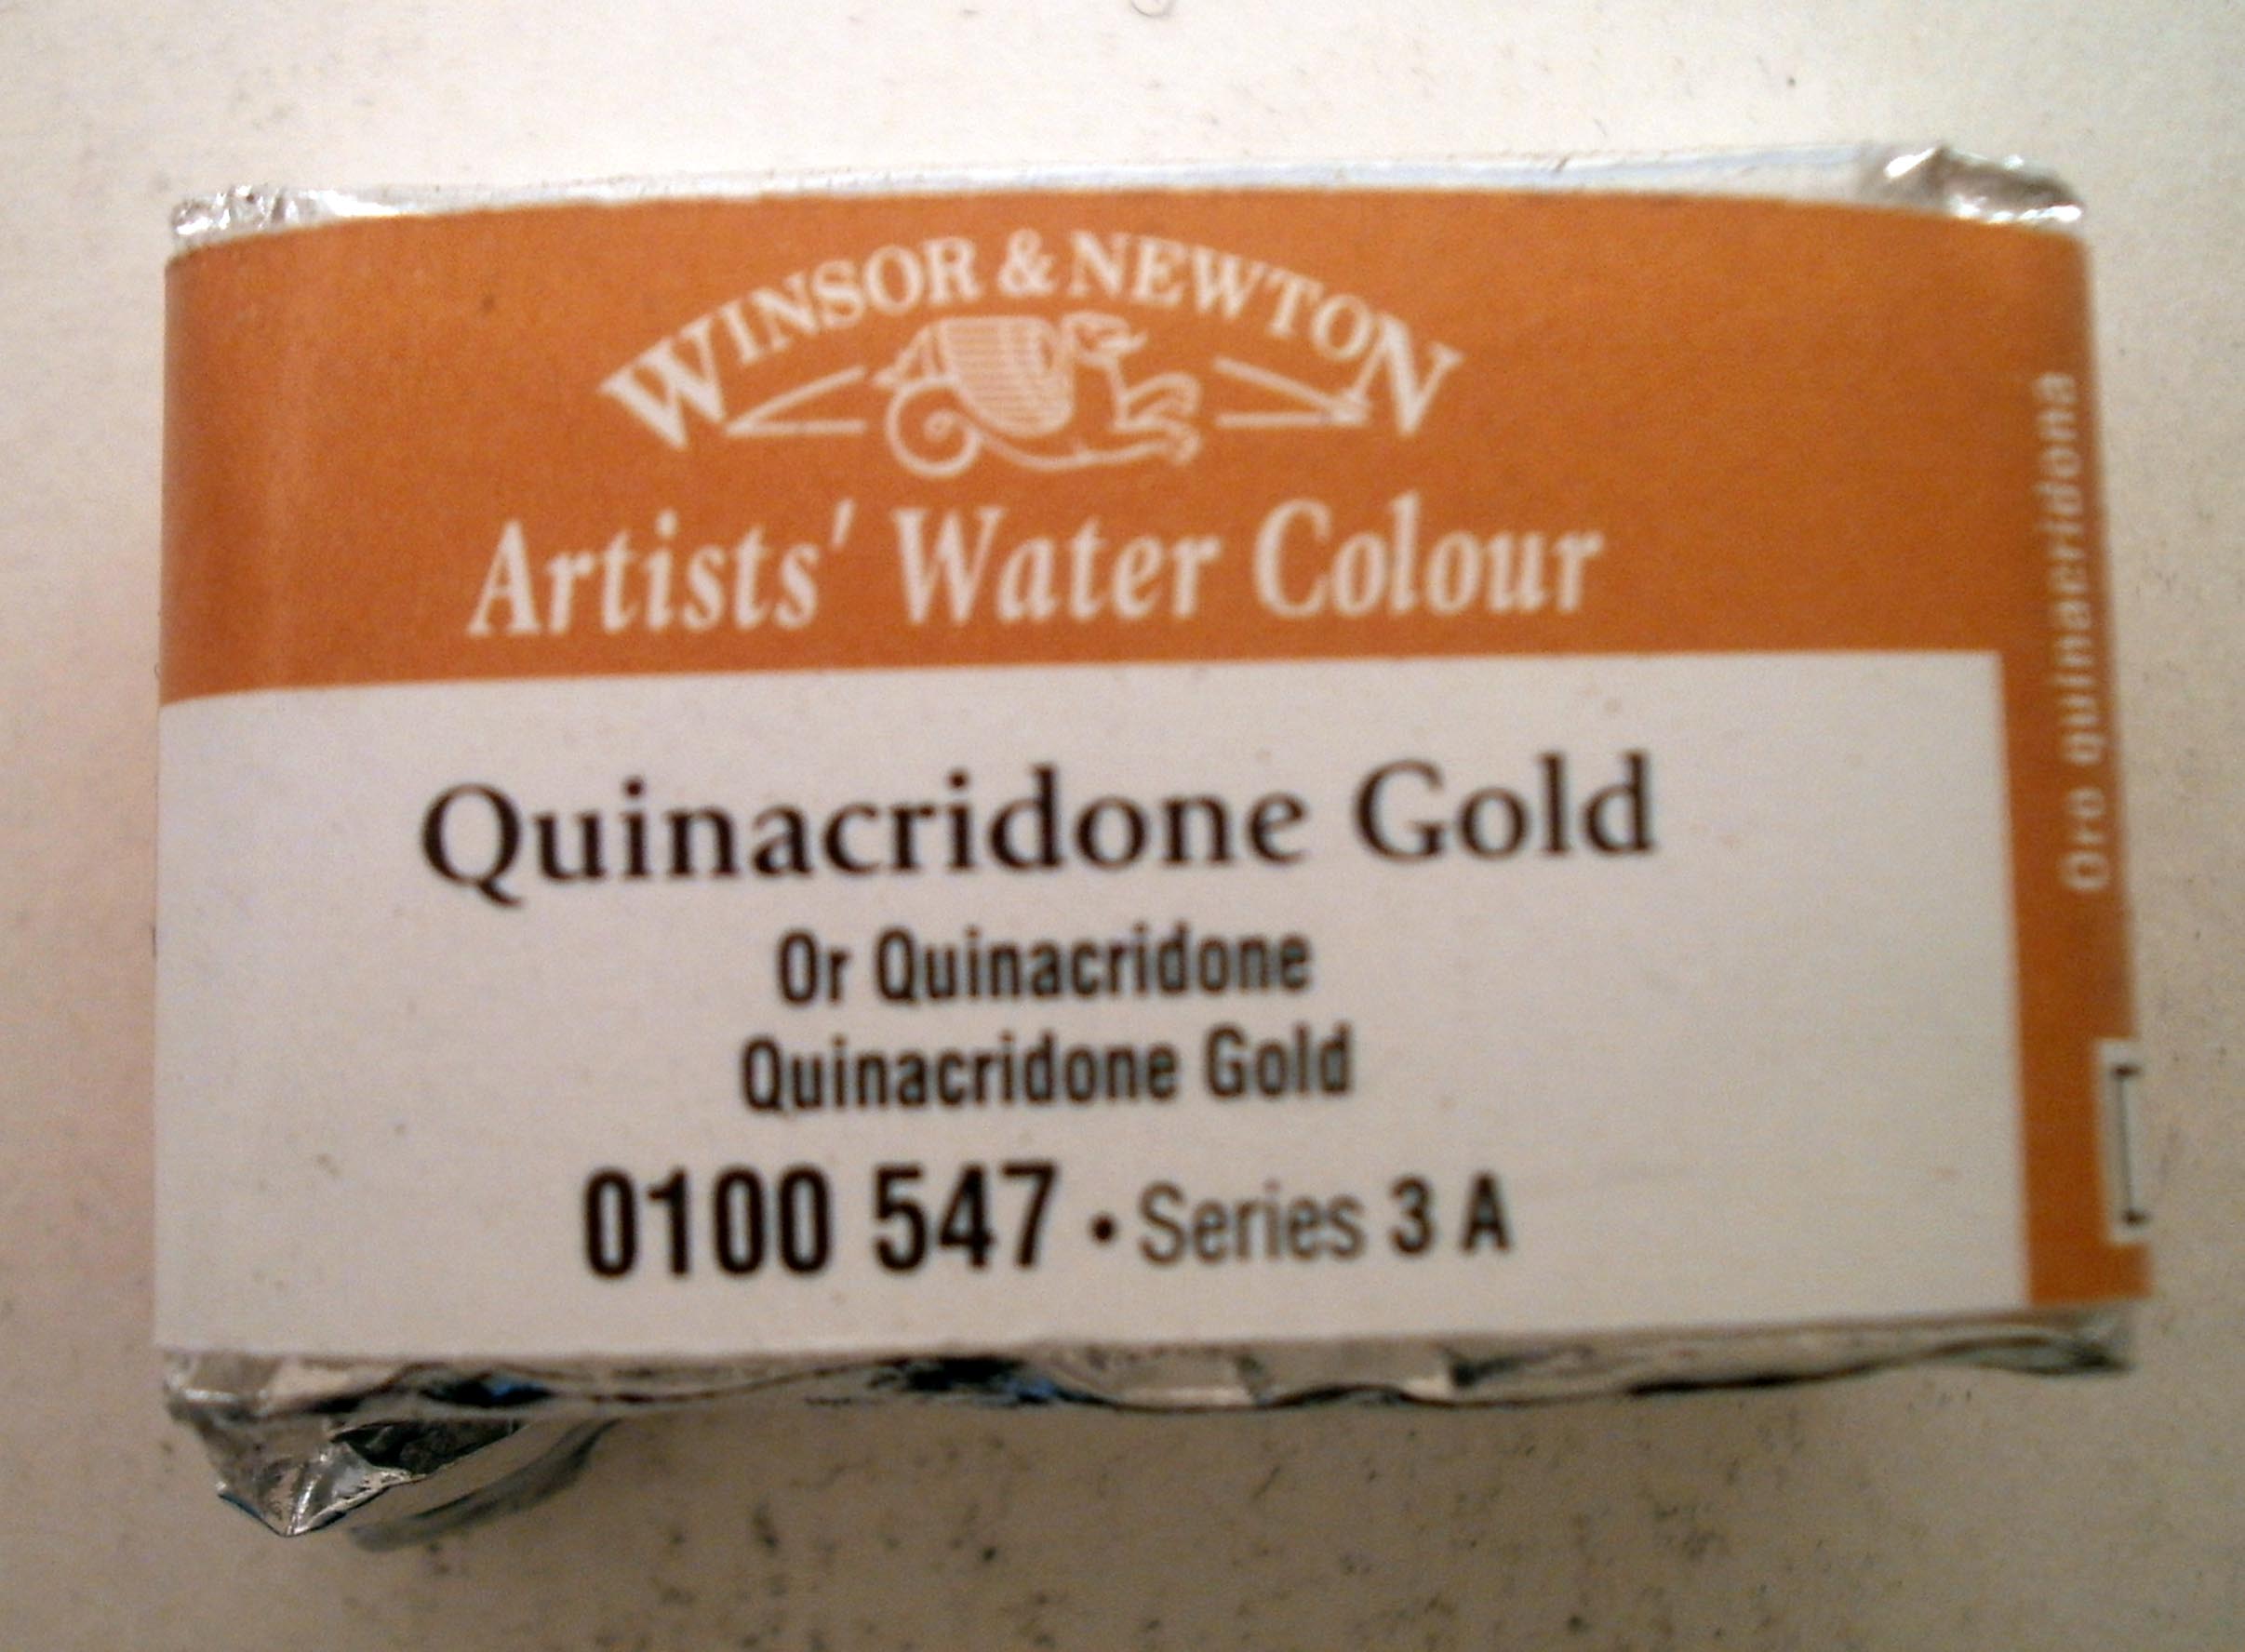 WINSOR & NEWTON
Artists' Water Colour
Quinacridone Gold
Or Quinacridone
Quinacridone Gold
0100 547 • Series 3 A
Oro quinacridona